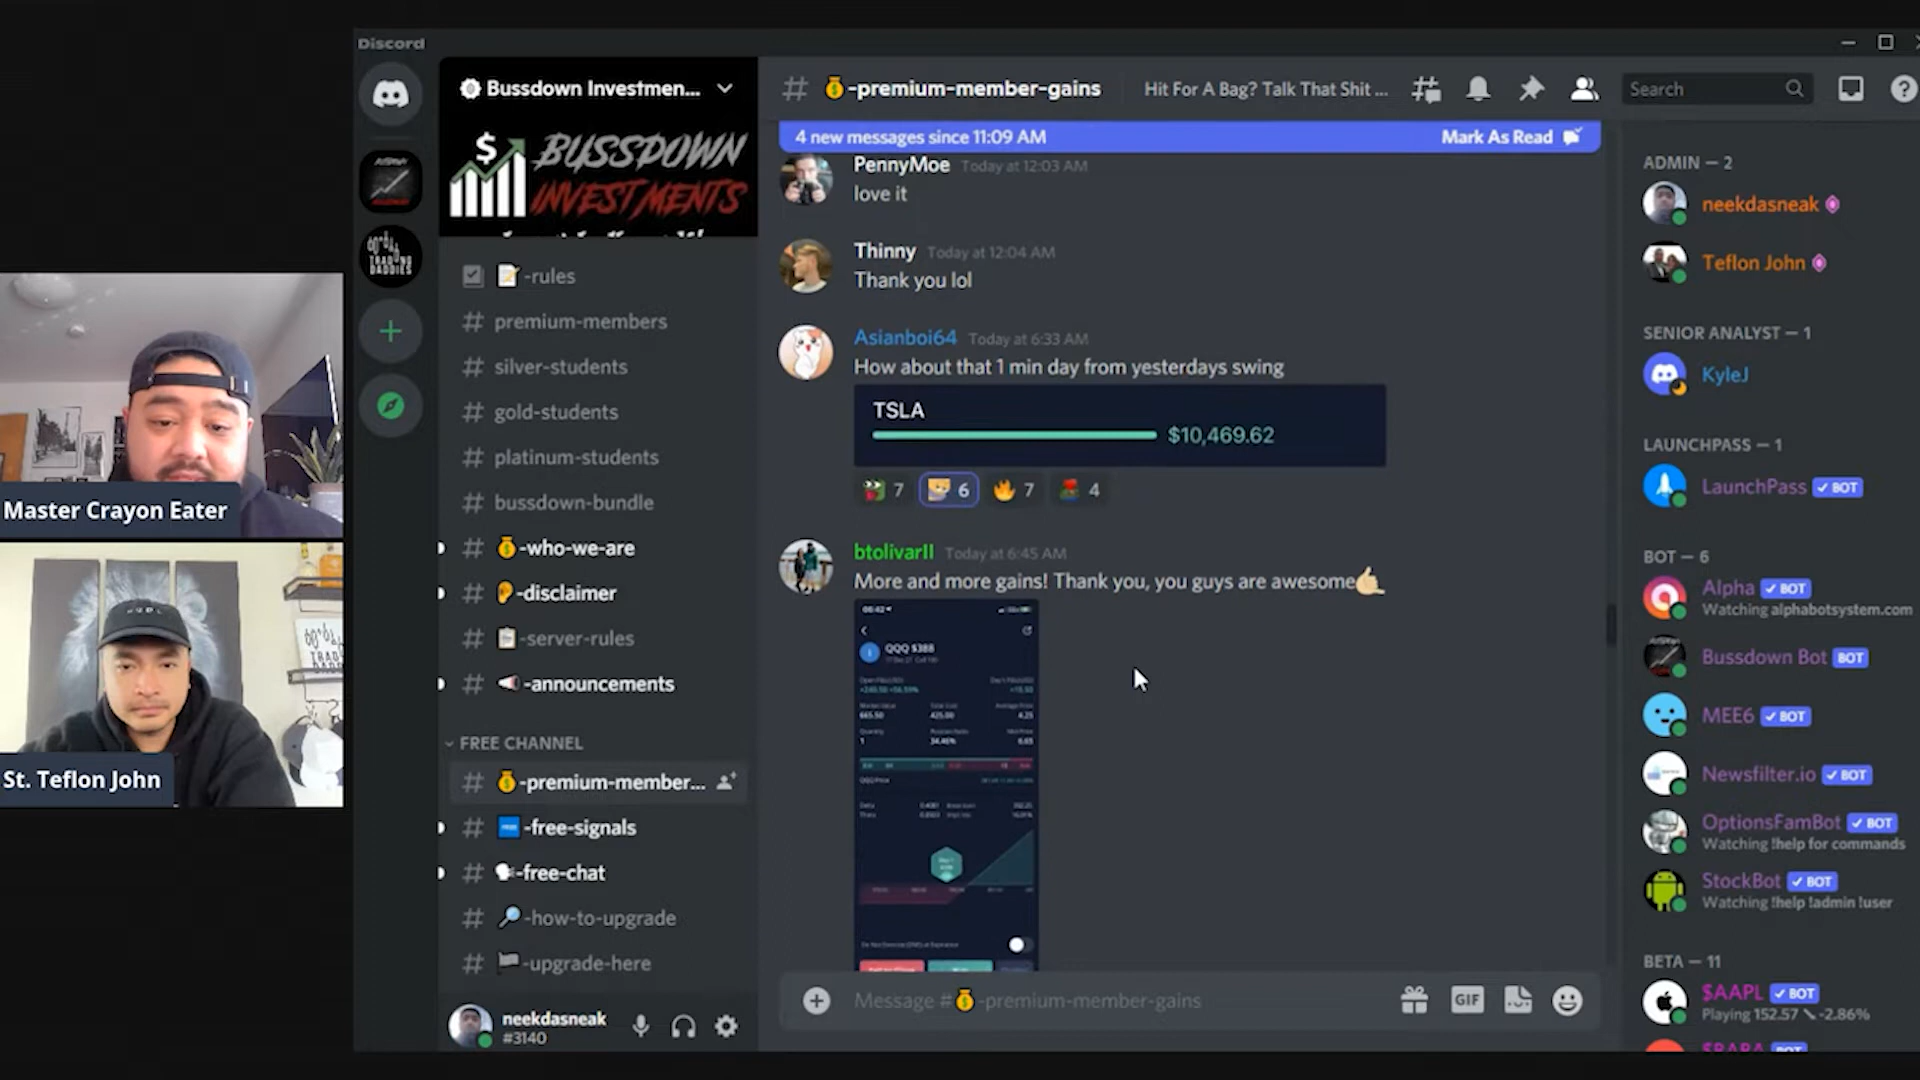 Discord
Bussdown Investmen...
BUSSDOWN
INVESTMENTS
-rules
premium-members
silver-students
gold-students
platinum-students
bussdown-bundle
-who-we-are
-disclaimer
-server-rules
-announcements
FREE CHANNEL
-premium-member...
-free-signals
-free-chat
-how-to-upgrade
-upgrade-here
neekdasneak
#3140
-premium-member-gains
Hit For A Bag? Talk That Shit ...
Search
4 new messages since 11:09 AM
Mark As Read
PennyMoe Today at 12:03 AM
love it
Thinny Today at 12:04 AM
Thank you lol
Asianboi64 Today at 6:33 AM
How about that 1 min day from yesterdays swing
TSLA
$10,469.62
7 6 7 4
btolivarII Today at 6:45 AM
More and more gains! Thank you, you guys are awesome
QQQ $388
Message # -premium-member-gains
GIF
ADMIN — 2
neekdasneak
Teflon John
SENIOR ANALYST — 1
KyleJ
LAUNCHPASS — 1
LaunchPass BOT
BOT — 6
Alpha BOT
Watching alphabotsystem.com
Bussdown Bot BOT
MEE6 BOT
Newsfilter.io BOT
OptionsFamBot BOT
Watching !help for commands
StockBot BOT
Watching !help !admin !user
BETA — 11
$AAPL BOT
Playing 152.57 -2.86%
$BABA BOT
Master Crayon Eater
St. Teflon John